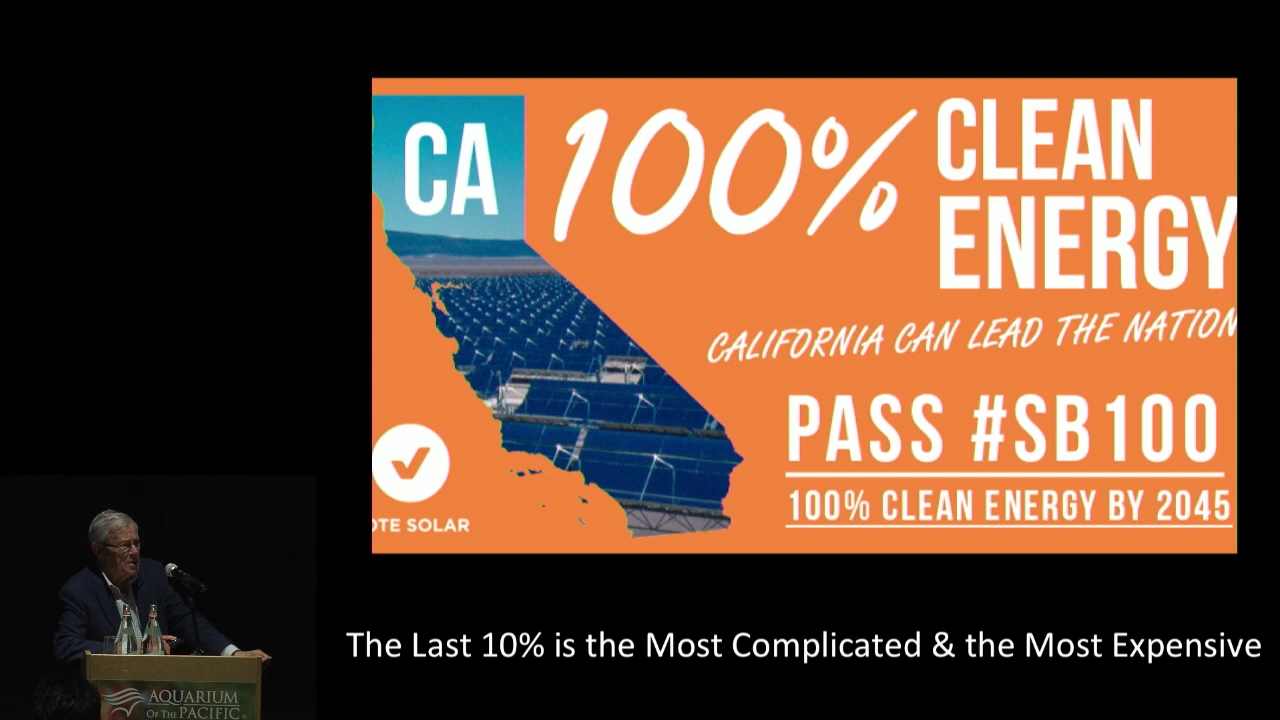 CA
100%
CLEAN
ENERGY
CALIFORNIA CAN LEAD THE NATION
PASS #SB100
100% CLEAN ENERGY BY 2045
OTE SOLAR
The Last 10% is the Most Complicated & the Most Expensive
AQUARIUM
OF THE PACIFIC